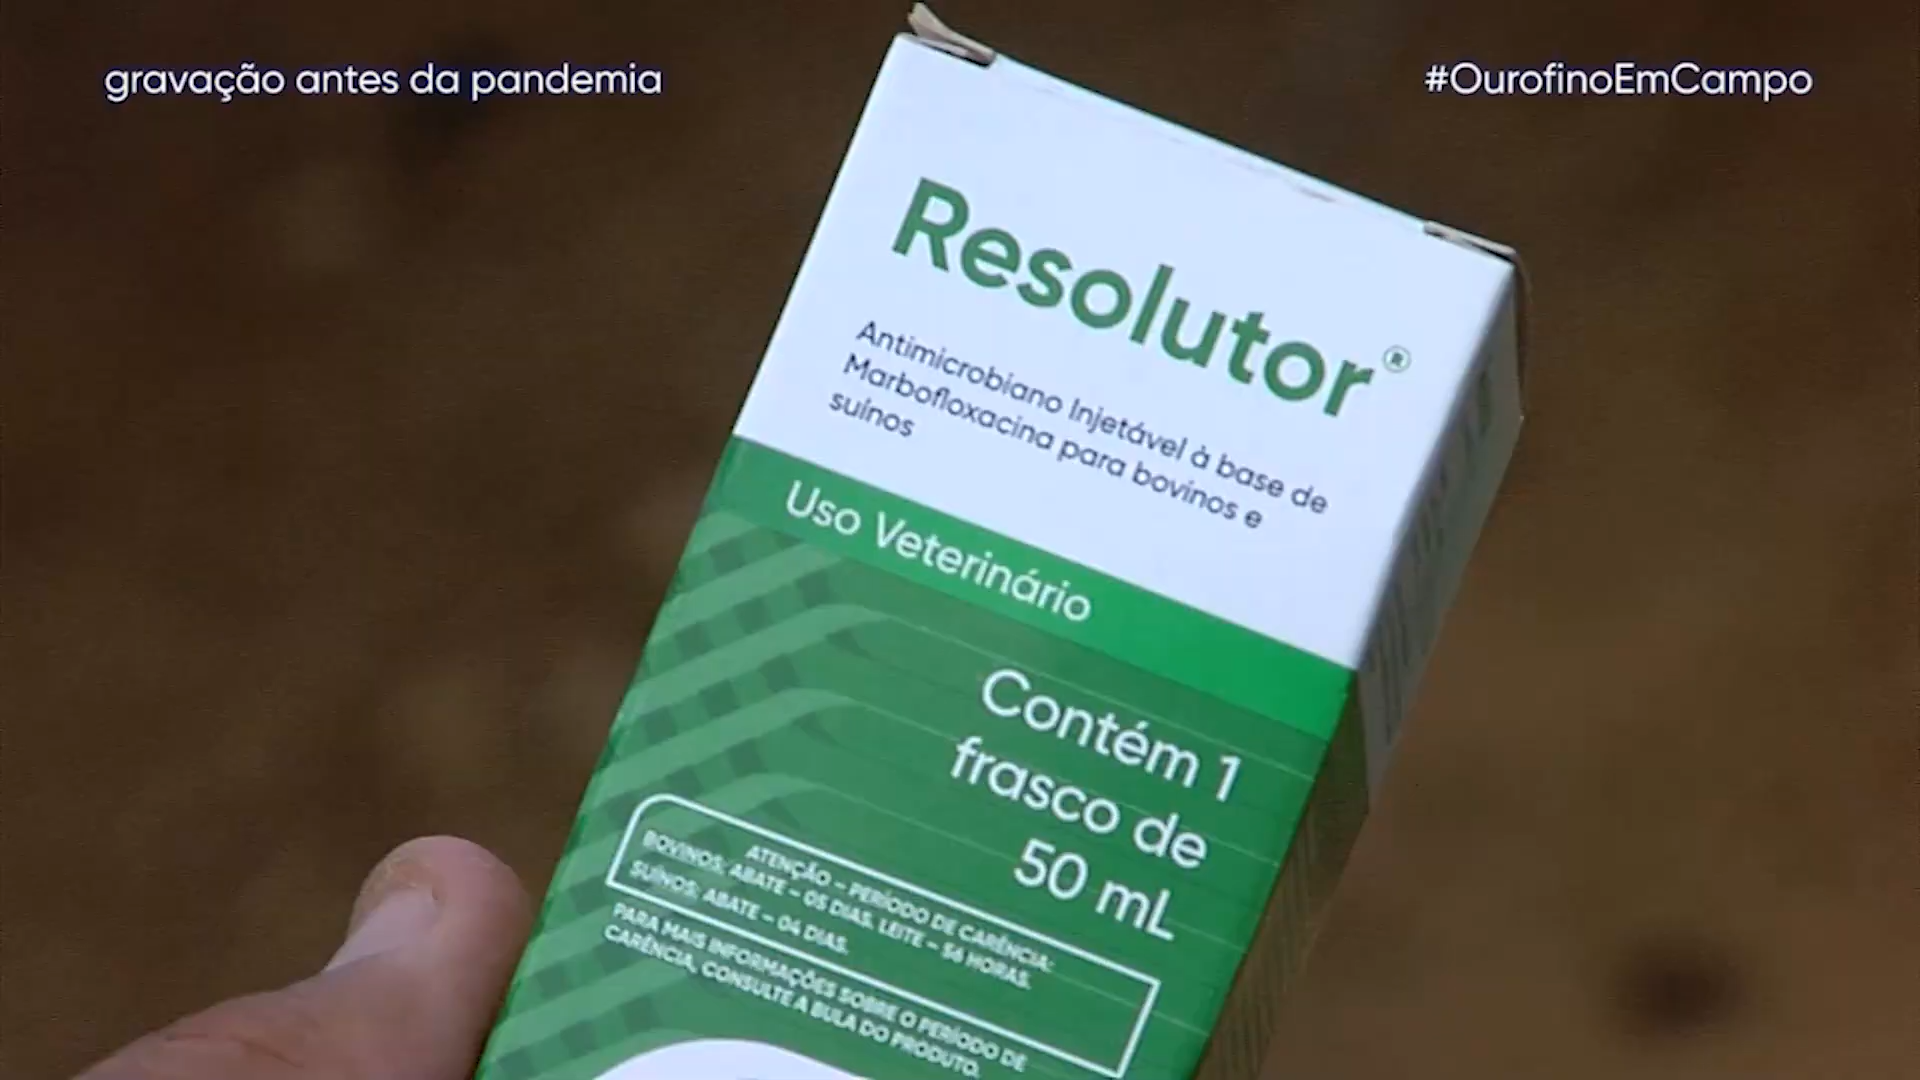 gravação antes da pandemia
#OurofinoEmCampo
Resolutor®
Antimicrobiano Injetável à base de
Marbofloxacina para bovinos e
suínos
Uso Veterinário
Contém 1
frasco de
50 mL
ATENÇÃO – PERÍODO DE CARÊNCIA:
BOVINOS: ABATE – 05 DIAS. LEITE – 56 HORAS.
SUÍNOS: ABATE – 04 DIAS.
PARA MAIS INFORMAÇÕES SOBRE O PERÍODO DE
CARÊNCIA, CONSULTE A BULA DO PRODUTO.